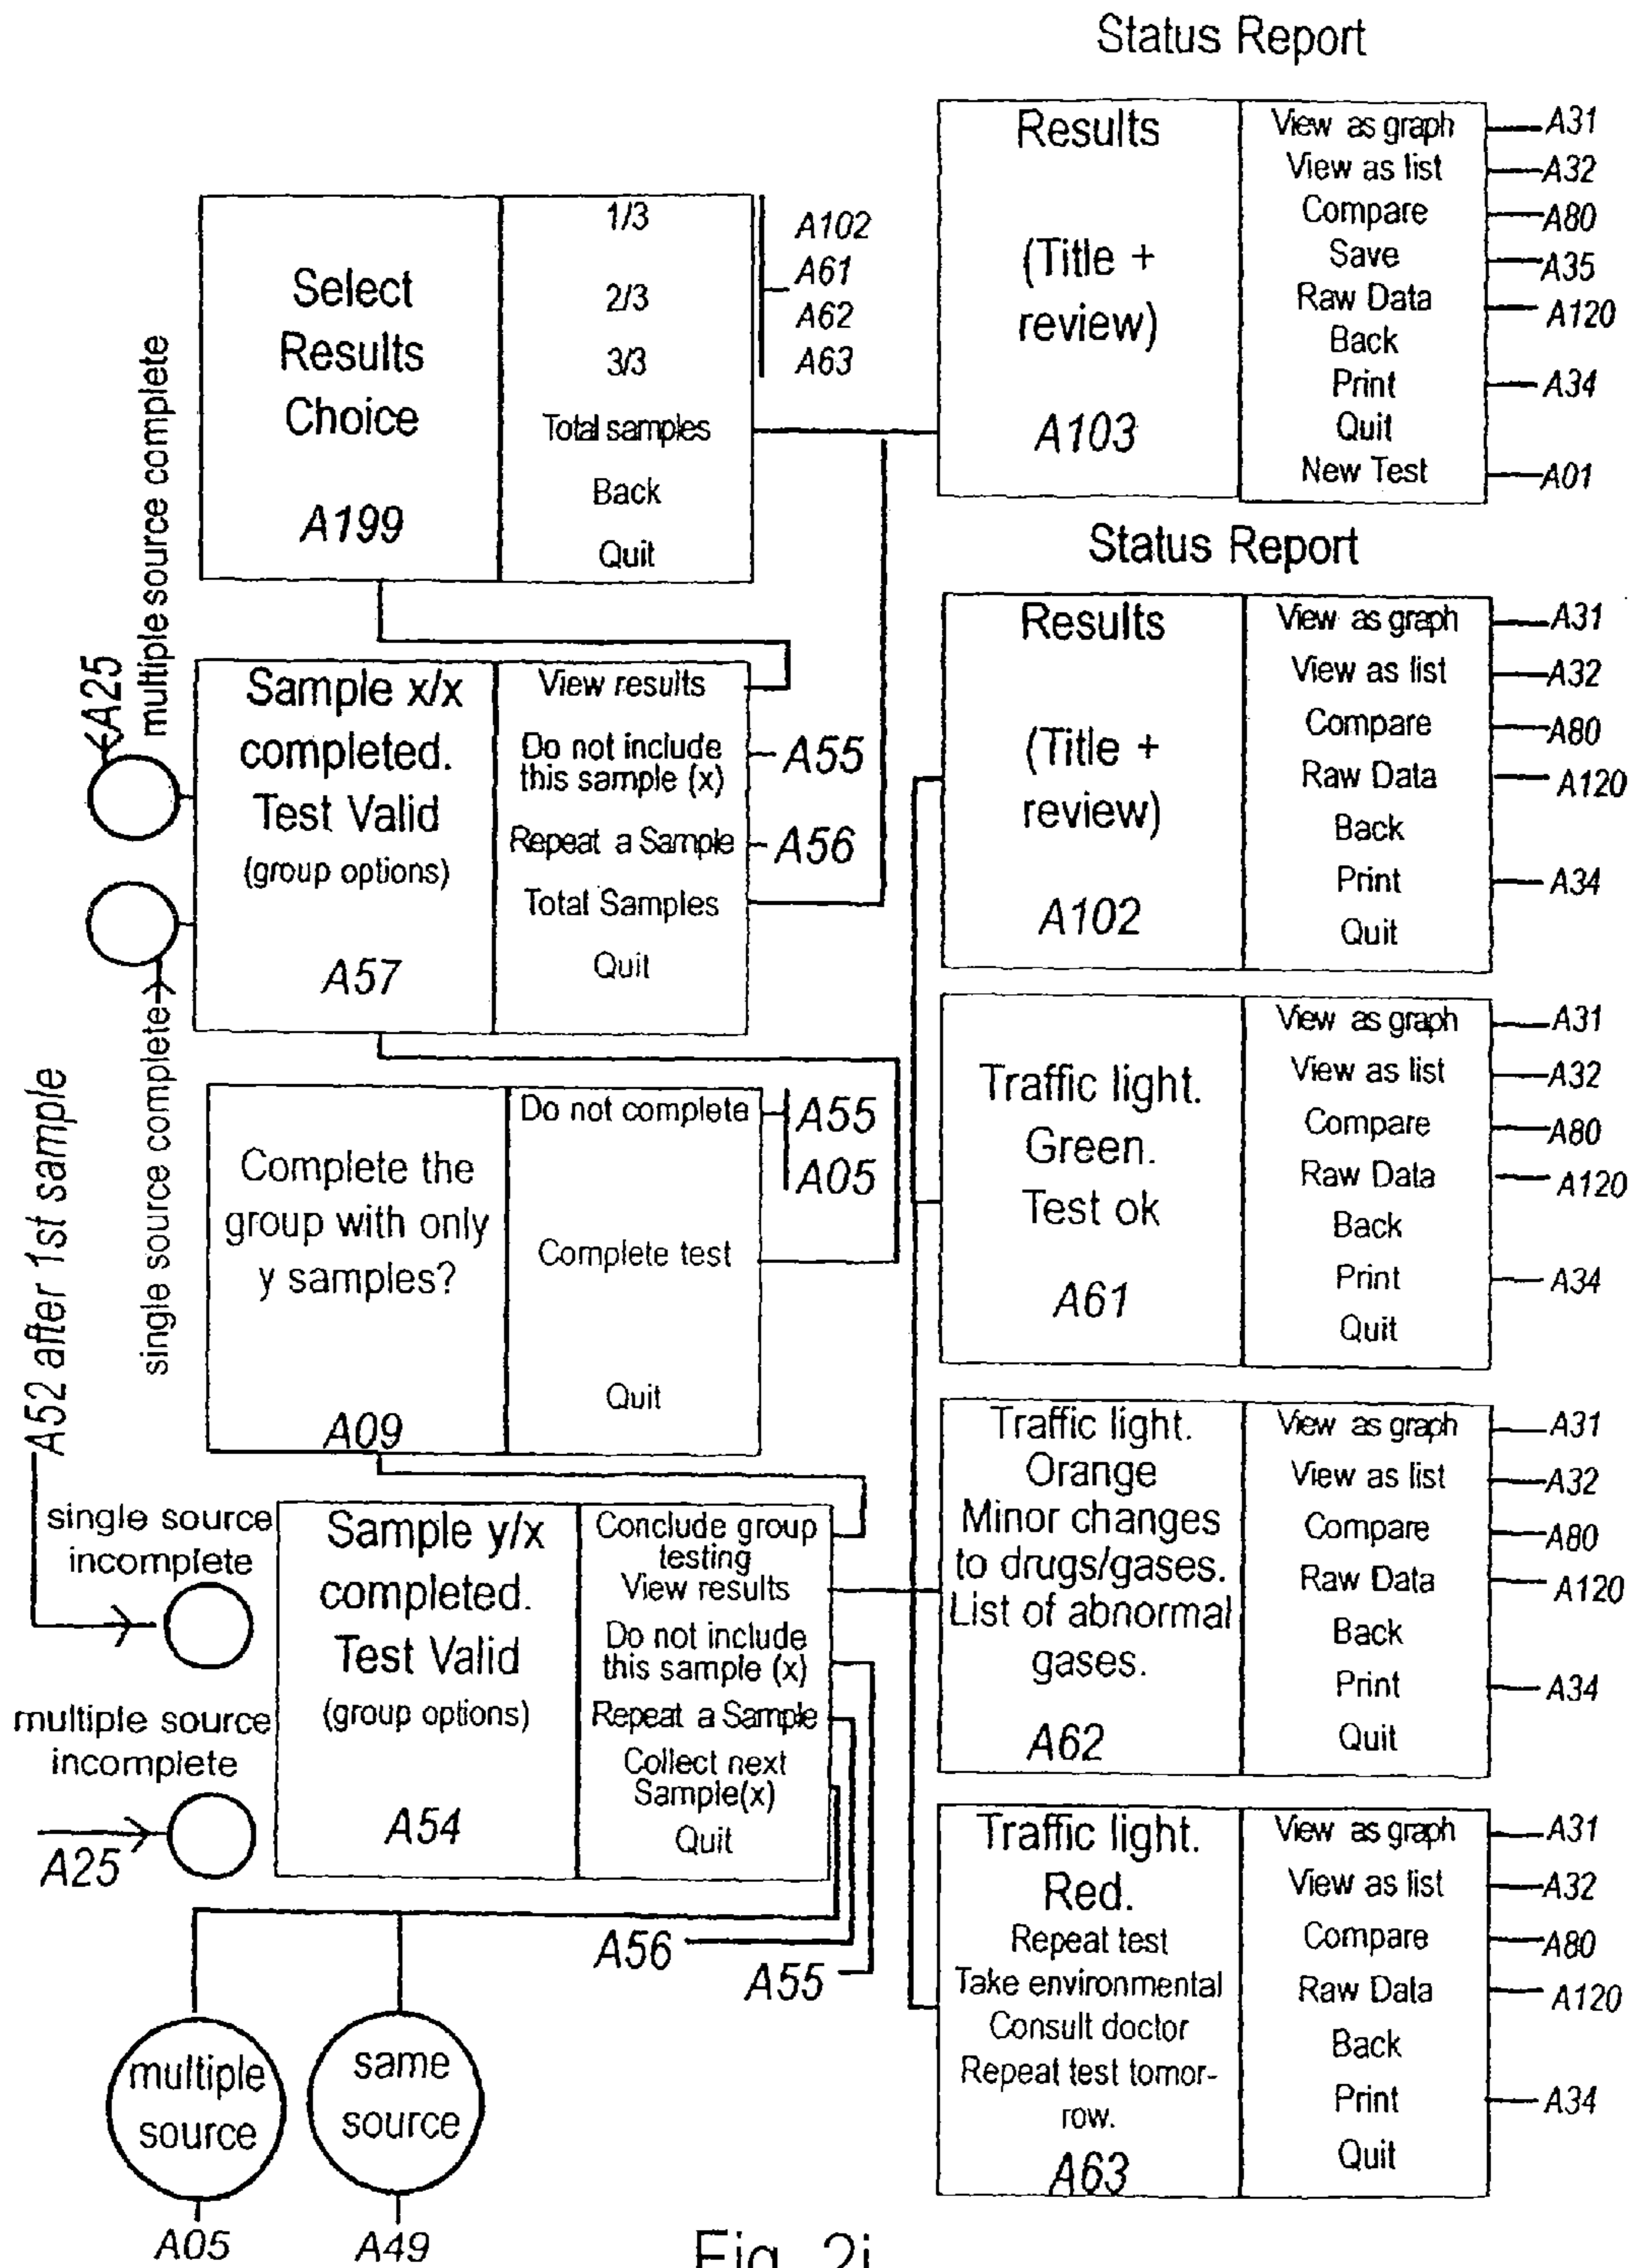 Status Report
Results
(Title +
review)
A103
View as graph
View as list
Compare
Save
Raw Data
Back
Print
Quit
New Test
A31
A32
A80
A35
A120
A34
A01
Select
Results
Choice
A199
1/3
2/3
3/3
Total samples
Back
Quit
A102
A61
A62
A63
multiple source complete
A25
Sample x/x
completed.
Test Valid
(group options)
A57
View results
Do not include
this sample (x)
Repeat a Sample
Total Samples
Quit
A55
A56
single source complete
Status Report
Results
(Title +
review)
A102
View as graph
View as list
Compare
Raw Data
Back
Print
Quit
A31
A32
A80
A120
A34
Complete the
group with only
y samples?
A09
Do not complete
Complete test
Quit
A55
A05
Traffic light.
Green.
Test ok
A61
View as graph
View as list
Compare
Raw Data
Back
Print
Quit
A31
A32
A80
A120
A34
A52 after 1st sample
single source
incomplete
multiple source
incomplete
A25
Sample y/x
completed.
Test Valid
(group options)
A54
Conclude group
testing
View results
Do not include
this sample (x)
Repeat a Sample
Collect next
Sample(x)
Quit
A56
A55
Traffic light.
Orange
Minor changes
to drugs/gases.
List of abnormal
gases.
A62
View as graph
View as list
Compare
Raw Data
Back
Print
Quit
A31
A32
A80
A120
A34
Traffic light.
Red.
Repeat test
Take environmental
Consult doctor
Repeat test tomor-
row.
A63
View as graph
View as list
Compare
Raw Data
Back
Print
Quit
A31
A32
A80
A120
A34
multiple
source
same
source
A05
A49
Fig. 2i